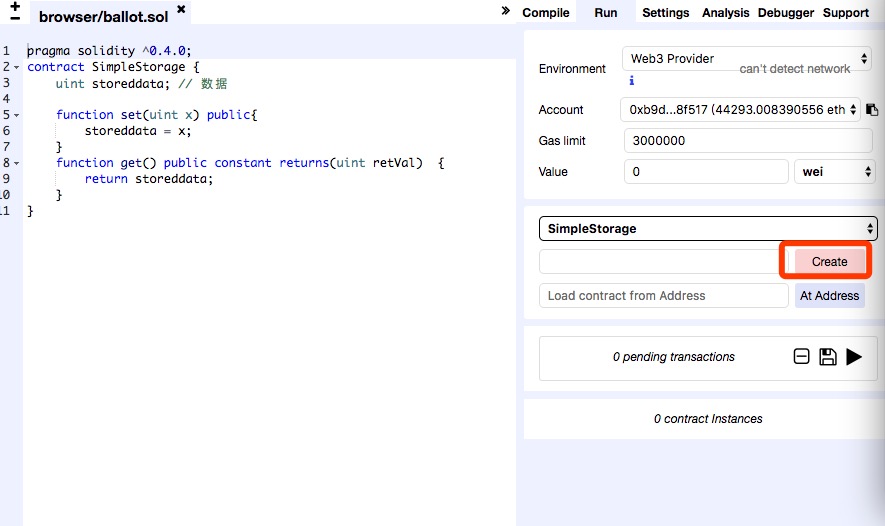 +
−
browser/ballot.sol ×
» Compile Run Settings Analysis Debugger Support
1 pragma solidity ^0.4.0;
2 contract SimpleStorage {
3 uint storeddata; // 数据
4
5 function set(uint x) public{
6 storeddata = x;
7 }
8 function get() public constant returns(uint retVal) {
9 return storeddata;
10 }
11 }
Environment Web3 Provider can't detect network
i
Account 0xb9d...8f517 (44293.008390556 eth
Gas limit 3000000
Value 0 wei
SimpleStorage
Create
Load contract from Address At Address
0 pending transactions
0 contract Instances